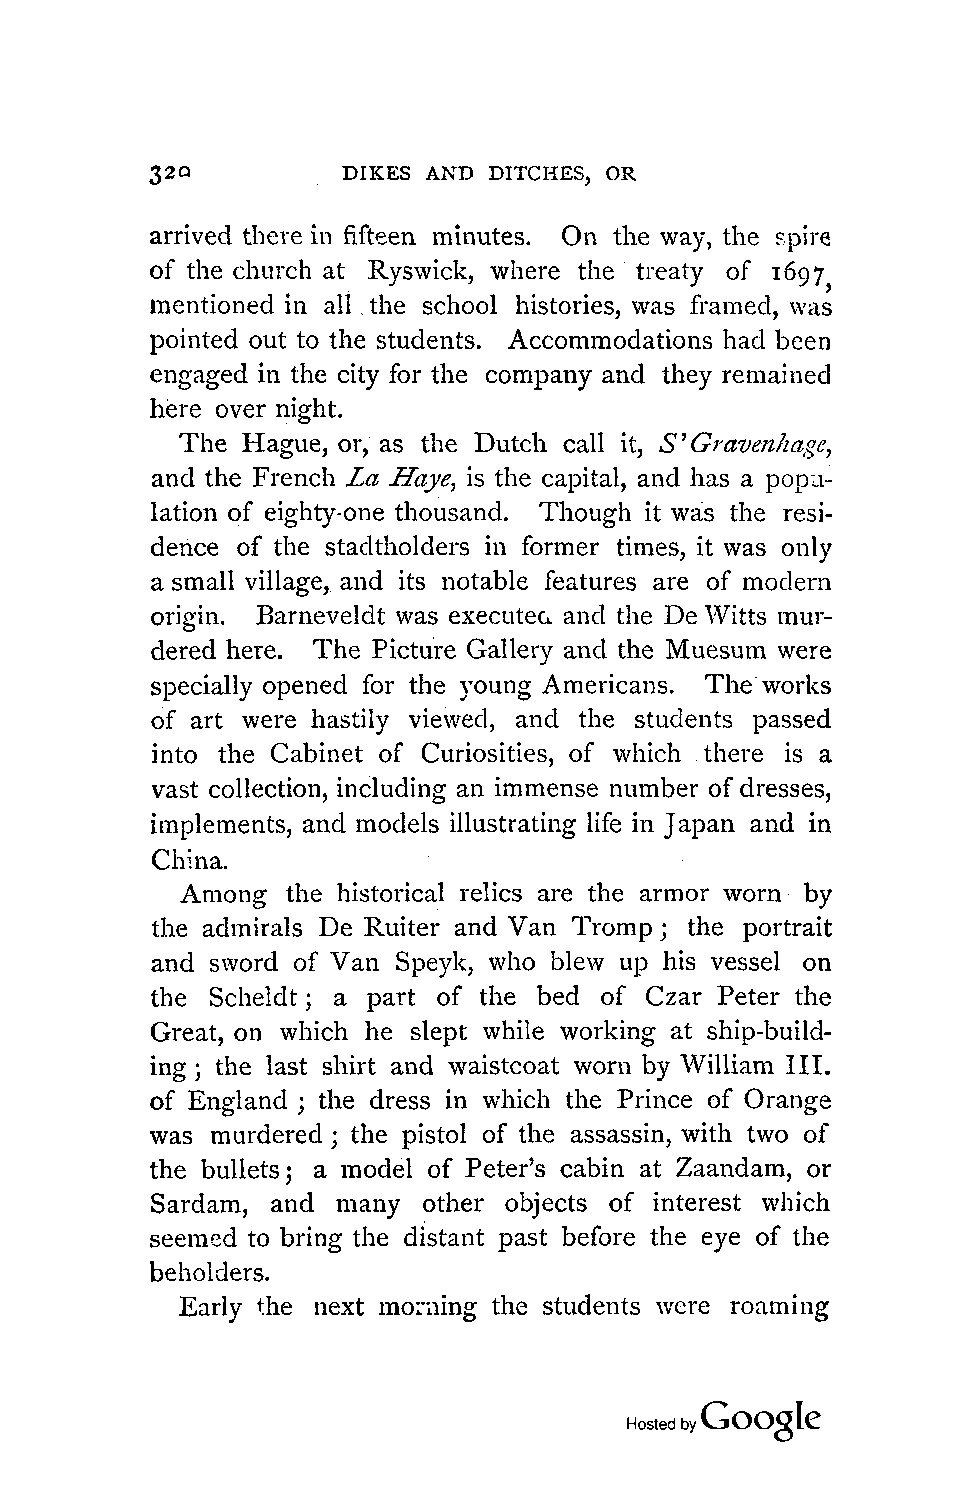 320 DIKES AND DITCHES, OR
arrived there in fifteen minutes. On the way, the spire
of the church at Ryswick, where the treaty of 1697,
mentioned in all the school histories, was framed, was
pointed out to the students. Accommodations had been
engaged in the city for the company and they remained
here over night.
The Hague, or, as the Dutch call it, S'Gravenhage,
and the French La Haye, is the capital, and has a popu-
lation of eighty-one thousand. Though it was the resi-
dence of the stadtholders in former times, it was only
a small village, and its notable features are of modern
origin. Barneveldt was executed and the De Witts mur-
dered here. The Picture Gallery and the Muesum were
specially opened for the young Americans. The works
of art were hastily viewed, and the students passed
into the Cabinet of Curiosities, of which there is a
vast collection, including an immense number of dresses,
implements, and models illustrating life in Japan and in
China.
Among the historical relics are the armor worn by
the admirals De Ruiter and Van Tromp; the portrait
and sword of Van Speyk, who blew up his vessel on
the Scheldt; a part of the bed of Czar Peter the
Great, on which he slept while working at ship-build-
ing; the last shirt and waistcoat worn by William III.
of England; the dress in which the Prince of Orange
was murdered; the pistol of the assassin, with two of
the bullets; a model of Peter's cabin at Zaandam, or
Sardam, and many other objects of interest which
seemed to bring the distant past before the eye of the
beholders.
Early the next morning the students were roaming
Hosted by Google